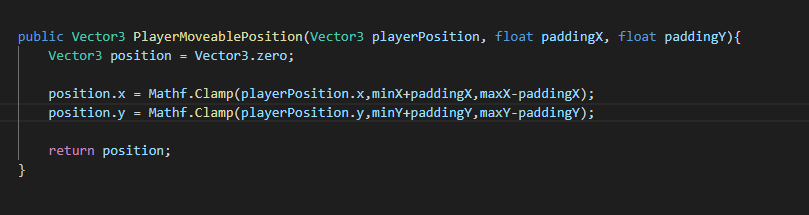 public Vector3 PlayerMoveablePosition(Vector3 playerPosition, float paddingX, float paddingY){
Vector3 position = Vector3.zero;
position.x = Mathf.Clamp(playerPosition.x,minX+paddingX,maxX-paddingX);
position.y = Mathf.Clamp(playerPosition.y,minY+paddingY,maxY-paddingY);
return position;
}